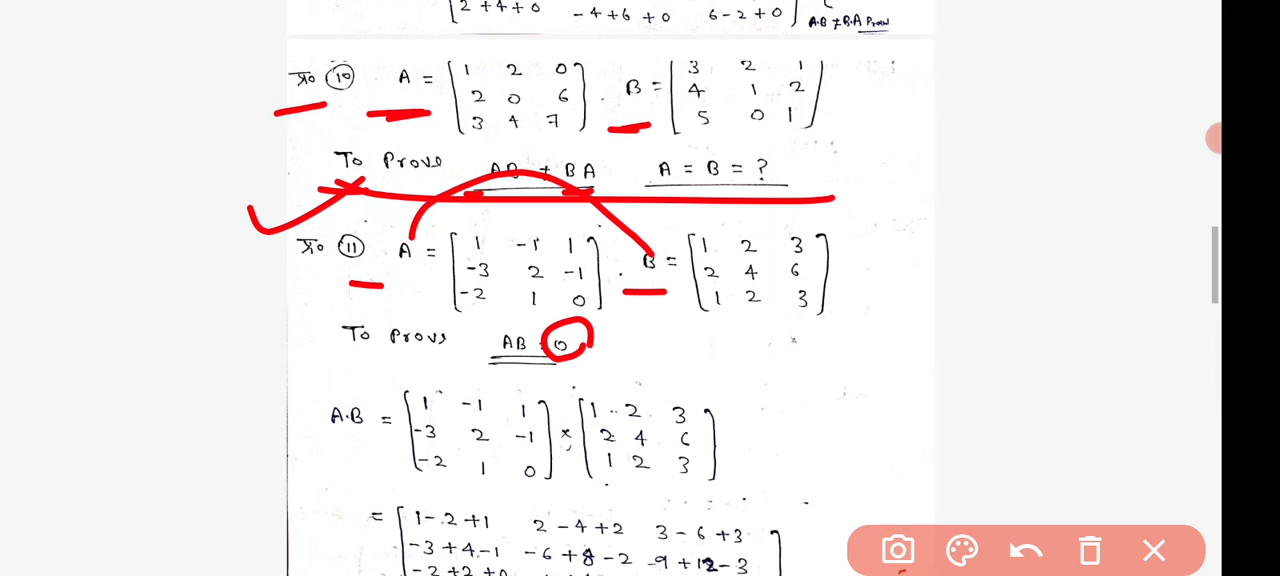 2+4+0 -4+6+0 6-2+0
A·B ≠ B·A Prove
प्र० 10 A = 1 2 0 . B = 3 2 1
2 0 6 4 1 2
3 4 7 5 0 1
To Prove AB + BA A = B = ?
प्र० 11 A = 1 -1 1 . B = 1 2 3
-3 2 -1 2 4 6
-2 1 0 1 2 3
To Prove AB = 0
A·B = 1 -1 1 × 1 2 3
-3 2 -1 2 4 6
-2 1 0 1 2 3
= 1-2+1 2-4+2 3-6+3
-3+4-1 -6+8-2 -9+12-3
-2+2+0